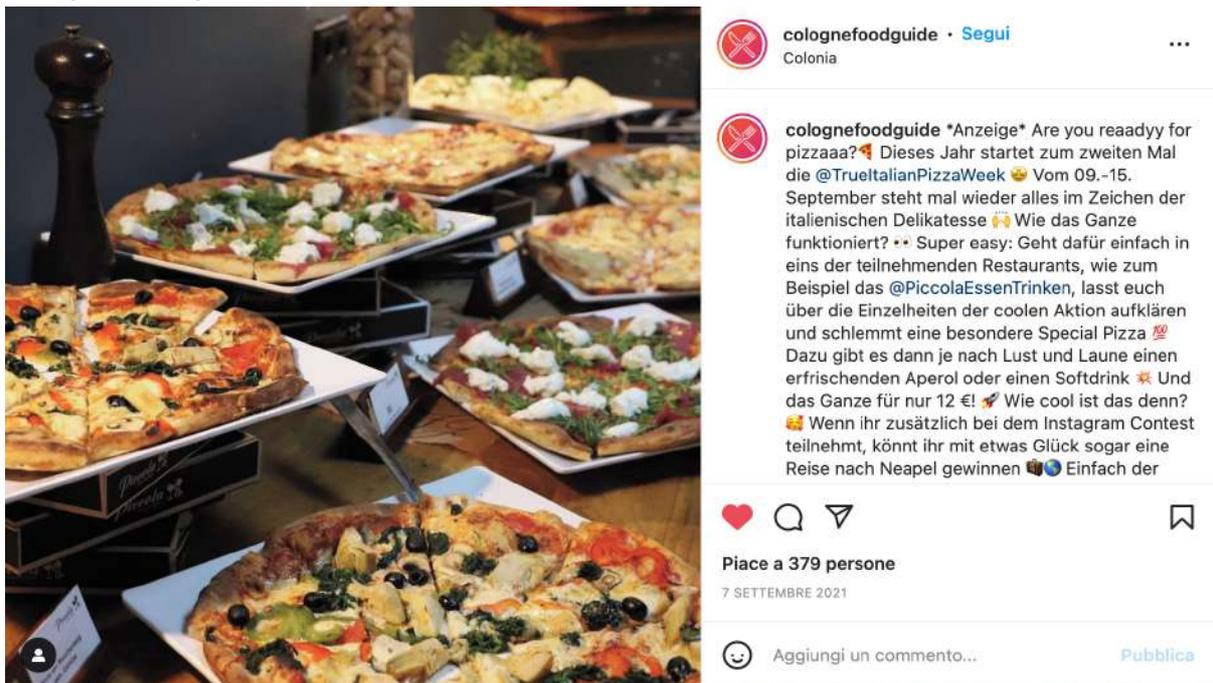 colognefoodguide • Segui
Colonia
colognefoodguide *Anzeige* Are you reaadyy for
pizzaaa?🍕 Dieses Jahr startet zum zweiten Mal
die @TrueItalianPizzaWeek 🤩 Vom 09.-15.
September steht mal wieder alles im Zeichen der
italienischen Delikatesse 🙌 Wie das Ganze
funktioniert? 👀 Super easy: Geht dafür einfach in
eins der teilnehmenden Restaurants, wie zum
Beispiel das @PiccolaEssenTrinken, lasst euch
über die Einzelheiten der coolen Aktion aufklären
und schlemmt eine besondere Special Pizza 💯
Dazu gibt es dann je nach Lust und Laune einen
erfrischenden Aperol oder einen Softdrink 💥 Und
das Ganze für nur 12 €! 🚀 Wie cool ist das denn?
🥰 Wenn ihr zusätzlich bei dem Instagram Contest
teilnehmt, könnt ihr mit etwas Glück sogar eine
Reise nach Neapel gewinnen 🧳🌎 Einfach der
Piace a 379 persone
7 SETTEMBRE 2021
Aggiungi un commento...
Pubblica
Piccola
Piccola